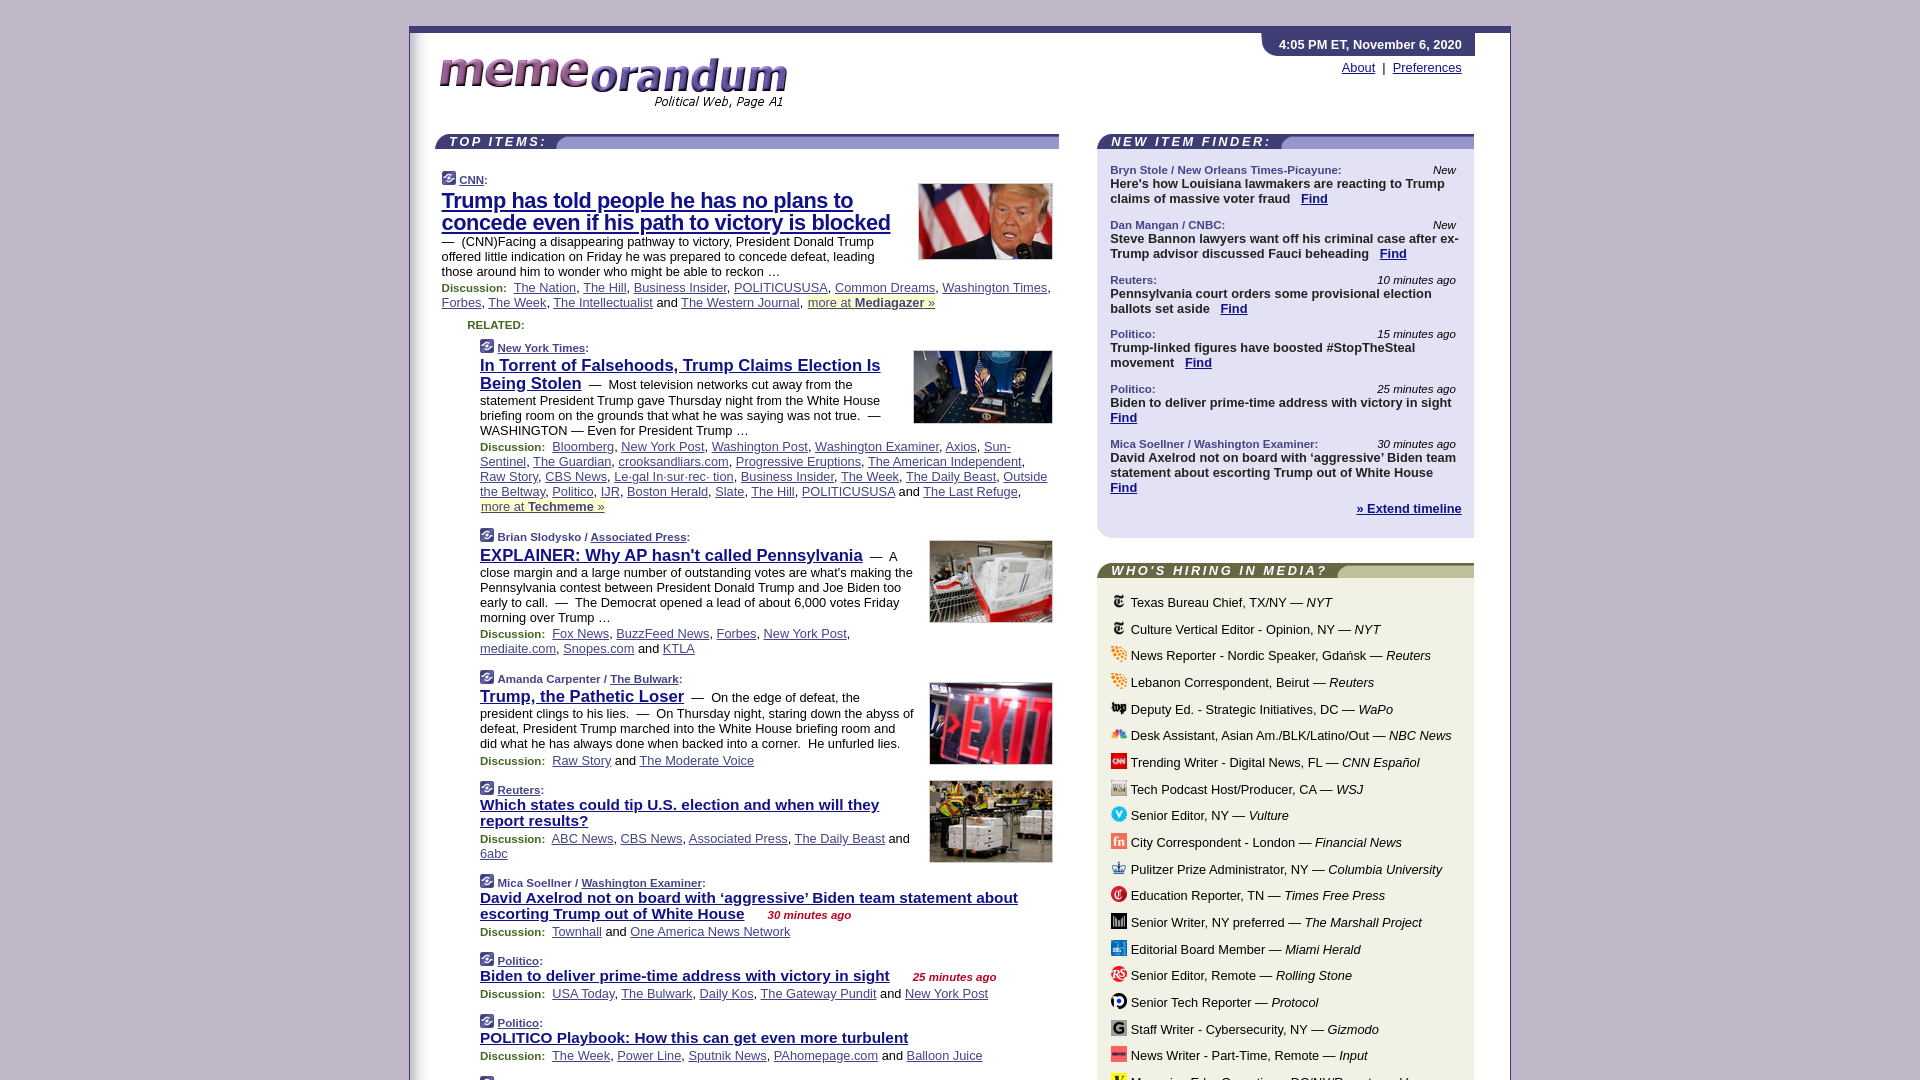 4:05 PM ET, November 6, 2020
About | Preferences
memeorandum
Political Web, Page A1
TOP ITEMS:
CNN:
Trump has told people he has no plans to
concede even if his path to victory is blocked
— (CNN)Facing a disappearing pathway to victory, President Donald Trump
offered little indication on Friday he was prepared to concede defeat, leading
those around him to wonder who might be able to reckon …
Discussion: The Nation, The Hill, Business Insider, POLITICUSUSA, Common Dreams, Washington Times,
Forbes, The Week, The Intellectualist and The Western Journal, more at Mediagazer »
RELATED:
New York Times:
In Torrent of Falsehoods, Trump Claims Election Is
Being Stolen — Most television networks cut away from the
statement President Trump gave Thursday night from the White House
briefing room on the grounds that what he was saying was not true. —
WASHINGTON — Even for President Trump …
Discussion: Bloomberg, New York Post, Washington Post, Washington Examiner, Axios, Sun-
Sentinel, The Guardian, crooksandliars.com, Progressive Eruptions, The American Independent,
Raw Story, CBS News, Le·gal In·sur·rec· tion, Business Insider, The Week, The Daily Beast, Outside
the Beltway, Politico, IJR, Boston Herald, Slate, The Hill, POLITICUSUSA and The Last Refuge,
more at Techmeme »
Brian Slodysko / Associated Press:
EXPLAINER: Why AP hasn't called Pennsylvania — A
close margin and a large number of outstanding votes are what's making the
Pennsylvania contest between President Donald Trump and Joe Biden too
early to call. — The Democrat opened a lead of about 6,000 votes Friday
morning over Trump …
Discussion: Fox News, BuzzFeed News, Forbes, New York Post,
mediaite.com, Snopes.com and KTLA
Amanda Carpenter / The Bulwark:
Trump, the Pathetic Loser — On the edge of defeat, the
president clings to his lies. — On Thursday night, staring down the abyss of
defeat, President Trump marched into the White House briefing room and
did what he has always done when backed into a corner. He unfurled lies.
Discussion: Raw Story and The Moderate Voice
EXIT
Reuters:
Which states could tip U.S. election and when will they
report results?
Discussion: ABC News, CBS News, Associated Press, The Daily Beast and
6abc
Mica Soellner / Washington Examiner:
David Axelrod not on board with ‘aggressive’ Biden team statement about
escorting Trump out of White House 30 minutes ago
Discussion: Townhall and One America News Network
Politico:
Biden to deliver prime-time address with victory in sight 25 minutes ago
Discussion: USA Today, The Bulwark, Daily Kos, The Gateway Pundit and New York Post
Politico:
POLITICO Playbook: How this can get even more turbulent
Discussion: The Week, Power Line, Sputnik News, PAhomepage.com and Balloon Juice
NEW ITEM FINDER:
Bryn Stole / New Orleans Times-Picayune: New
Here's how Louisiana lawmakers are reacting to Trump
claims of massive voter fraud Find
Dan Mangan / CNBC: New
Steve Bannon lawyers want off his criminal case after ex-
Trump advisor discussed Fauci beheading Find
Reuters: 10 minutes ago
Pennsylvania court orders some provisional election
ballots set aside Find
Politico: 15 minutes ago
Trump-linked figures have boosted #StopTheSteal
movement Find
Politico: 25 minutes ago
Biden to deliver prime-time address with victory in sight
Find
Mica Soellner / Washington Examiner: 30 minutes ago
David Axelrod not on board with ‘aggressive’ Biden team
statement about escorting Trump out of White House
Find
» Extend timeline
WHO'S HIRING IN MEDIA?
Texas Bureau Chief, TX/NY — NYT
Culture Vertical Editor - Opinion, NY — NYT
News Reporter - Nordic Speaker, Gdańsk — Reuters
Lebanon Correspondent, Beirut — Reuters
Deputy Ed. - Strategic Initiatives, DC — WaPo
Desk Assistant, Asian Am./BLK/Latino/Out — NBC News
Trending Writer - Digital News, FL — CNN Español
Tech Podcast Host/Producer, CA — WSJ
Senior Editor, NY — Vulture
City Correspondent - London — Financial News
Pulitzer Prize Administrator, NY — Columbia University
Education Reporter, TN — Times Free Press
Senior Writer, NY preferred — The Marshall Project
Editorial Board Member — Miami Herald
Senior Editor, Remote — Rolling Stone
Senior Tech Reporter — Protocol
Staff Writer - Cybersecurity, NY — Gizmodo
News Writer - Part-Time, Remote — Input